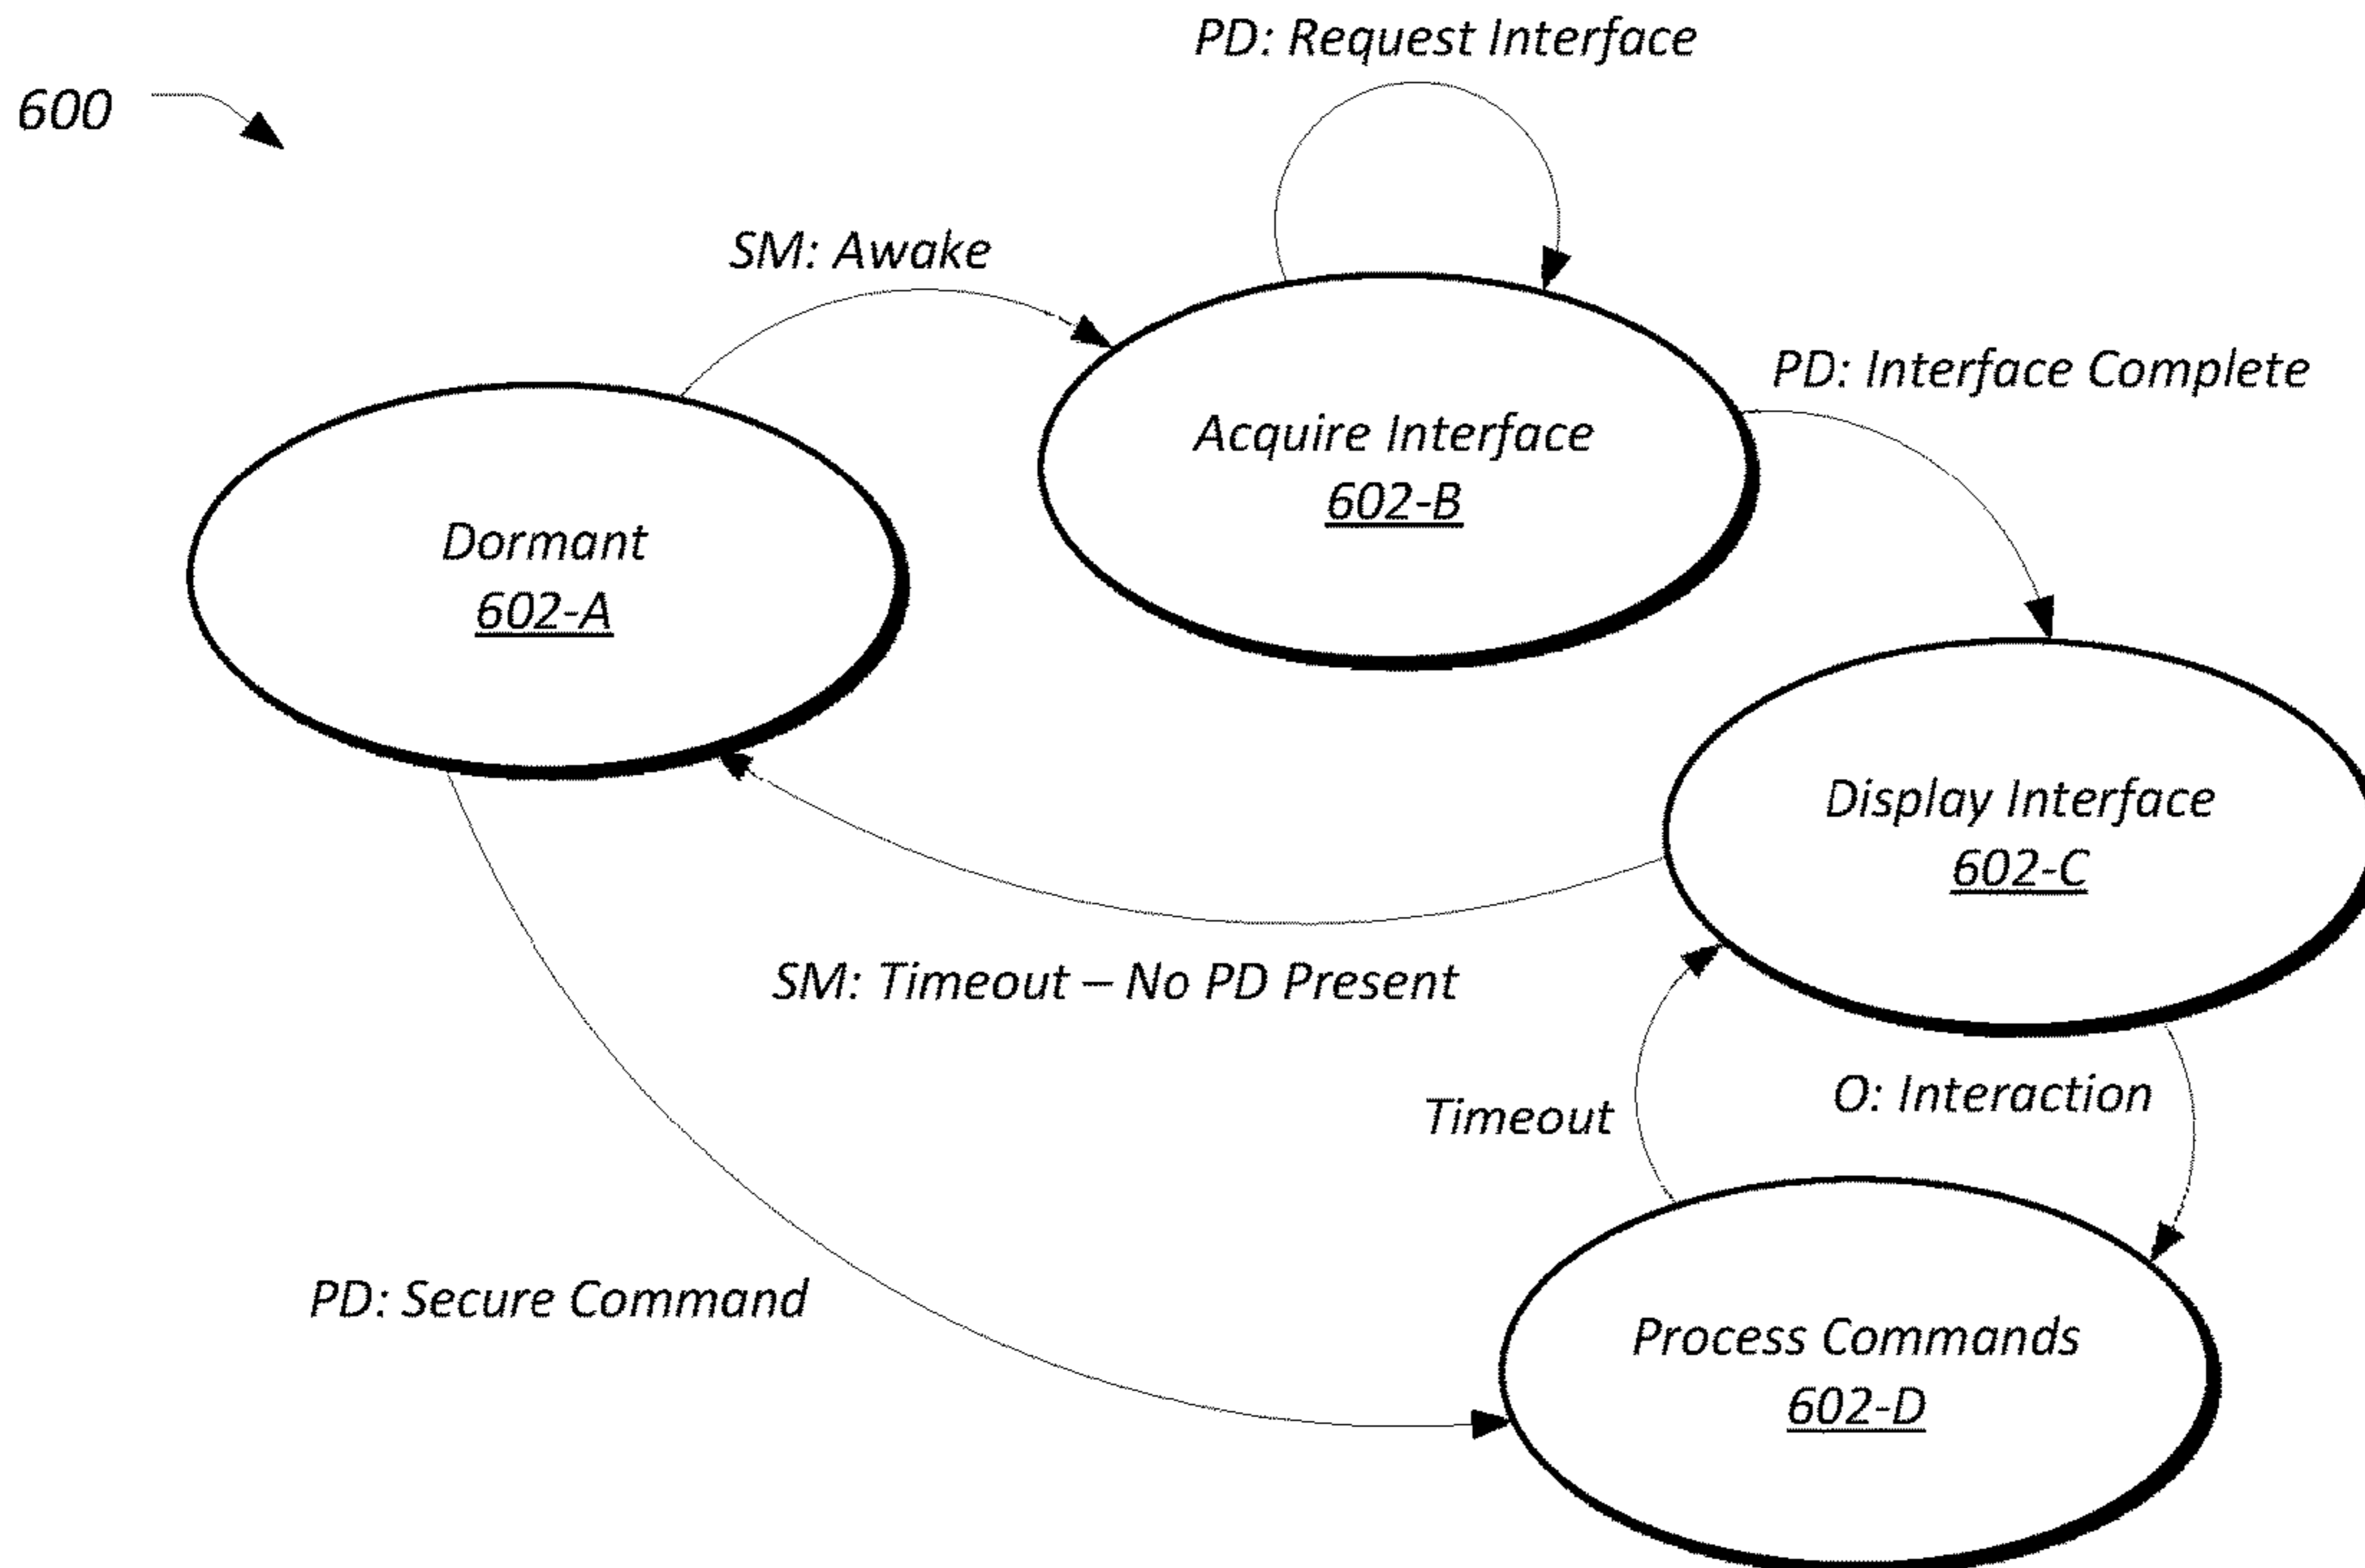 PD: Request Interface
600
SM: Awake
PD: Interface Complete
Acquire Interface
602-B
Dormant
602-A
Display Interface
602-C
SM: Timeout – No PD Present
Timeout
O: Interaction
PD: Secure Command
Process Commands
602-D